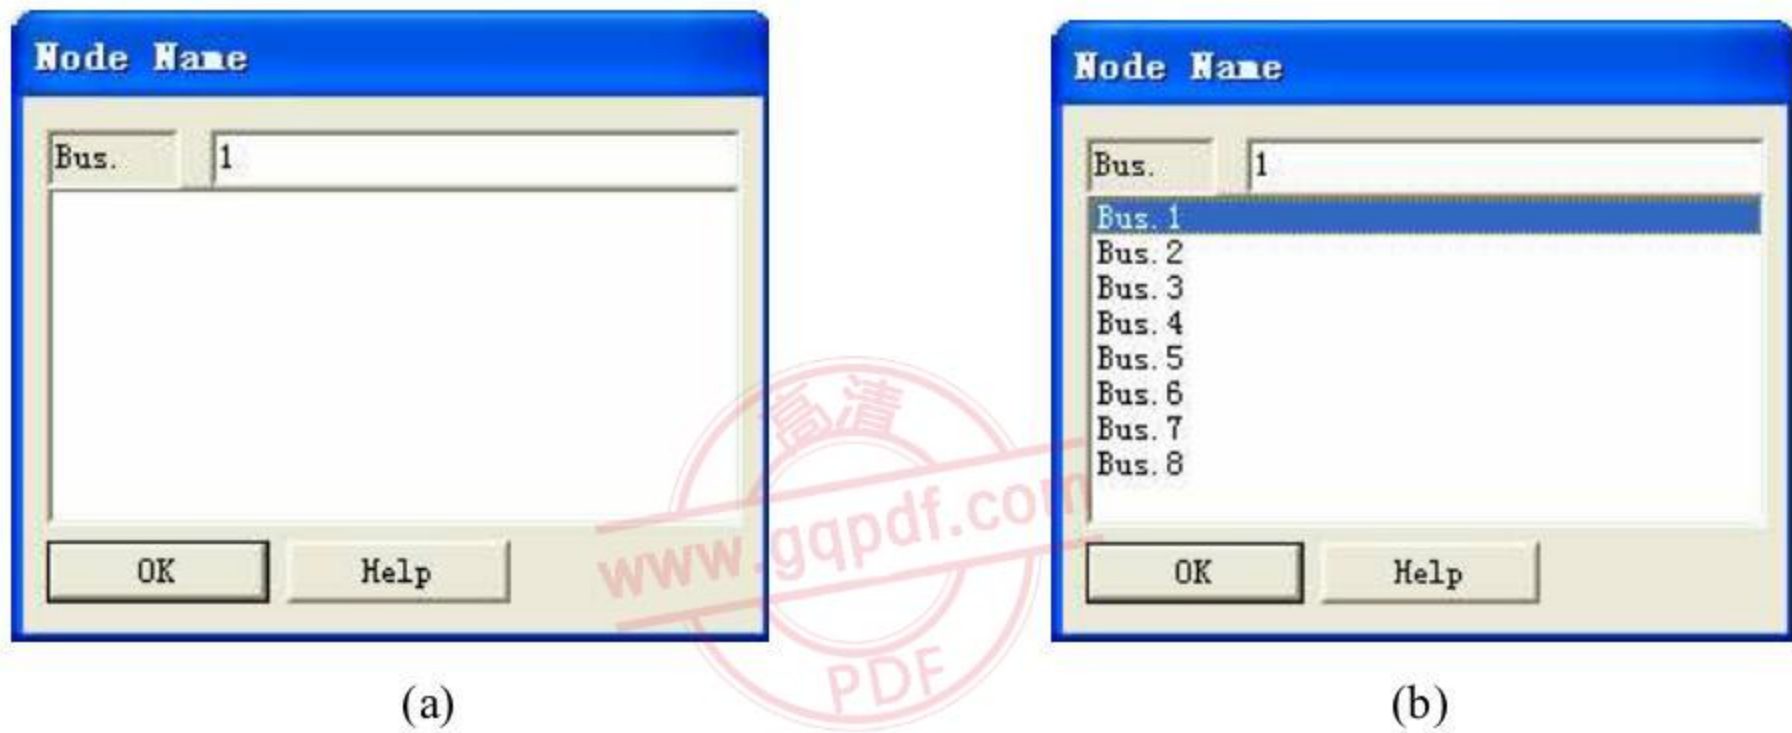 Node Name
Bus. 1
OK Help
(a)
Node Name
Bus. 1
Bus.1
Bus.2
Bus.3
Bus.4
Bus.5
Bus.6
Bus.7
Bus.8
OK Help
(b)
高清
www.gqpdf.com
PDF